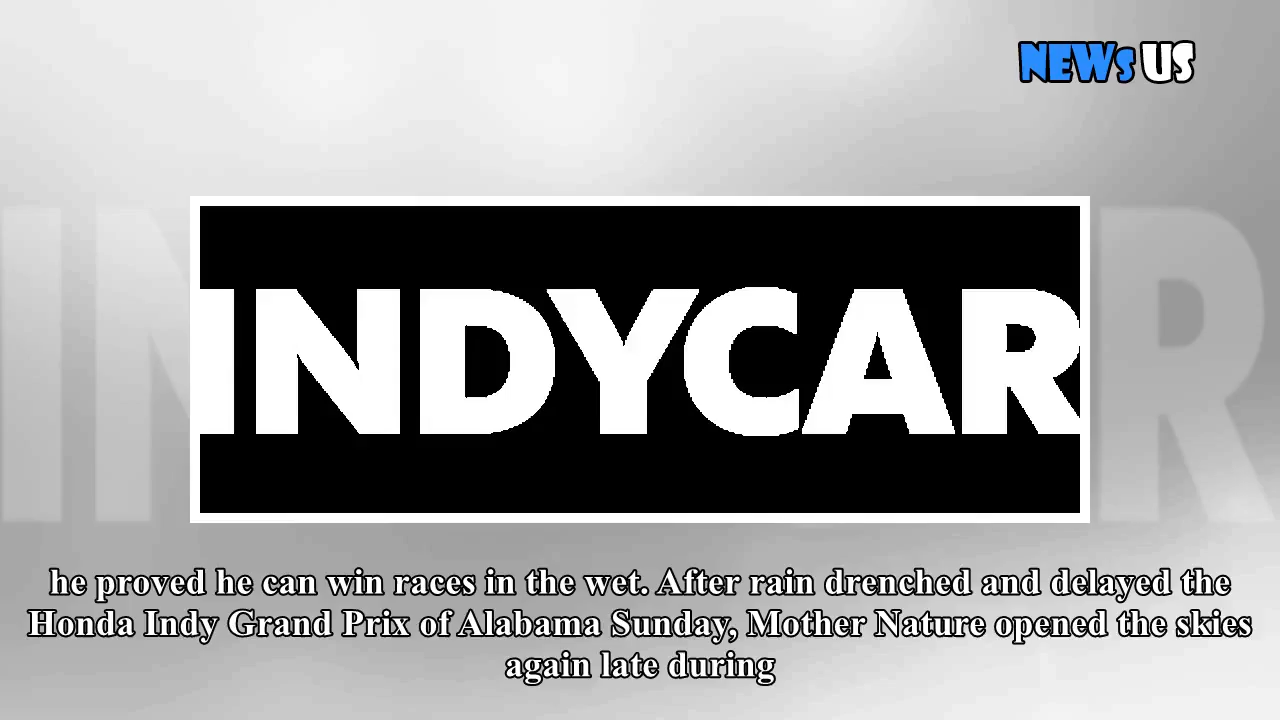 NEWs US
INDYCAR
he proved he can win races in the wet. After rain drenched and delayed the
Honda Indy Grand Prix of Alabama Sunday, Mother Nature opened the skies
again late during